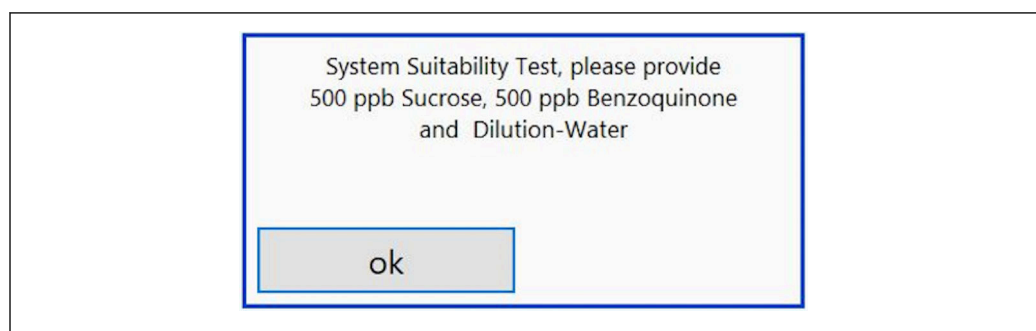 System Suitability Test, please provide
500 ppb Sucrose, 500 ppb Benzoquinone
and  Dilution-Water
ok